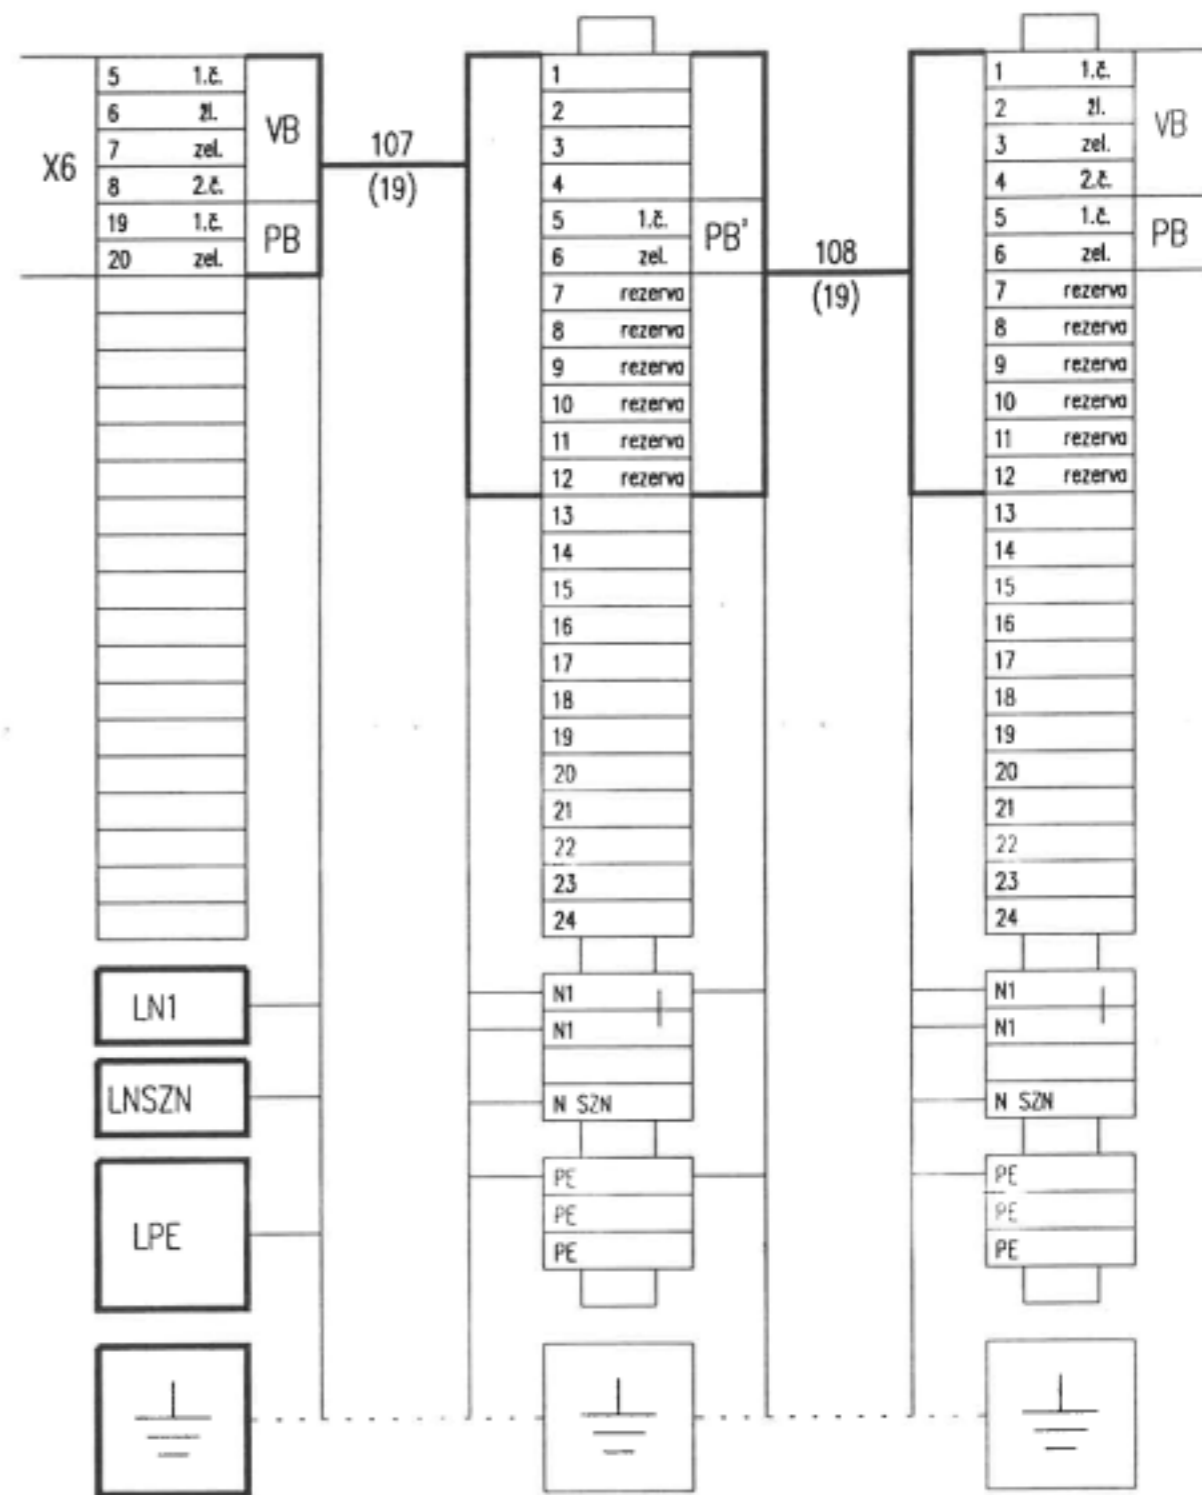 X6
5 1.č.
6 žl.
7 zel.
8 2.č.
19 1.č.
20 zel.
VB
PB
LN1
LNSZN
LPE
107
(19)
1
2
3
4
5 1.č.
6 zel.
7 rezerva
8 rezerva
9 rezerva
10 rezerva
11 rezerva
12 rezerva
13
14
15
16
17
18
19
20
21
22
23
24
PB'
N1
N1
N SZN
PE
PE
PE
108
(19)
1 1.č.
2 žl.
3 zel.
4 2.č.
5 1.č.
6 zel.
7 rezerva
8 rezerva
9 rezerva
10 rezerva
11 rezerva
12 rezerva
13
14
15
16
17
18
19
20
21
22
23
24
VB
PB
N1
N1
N SZN
PE
PE
PE